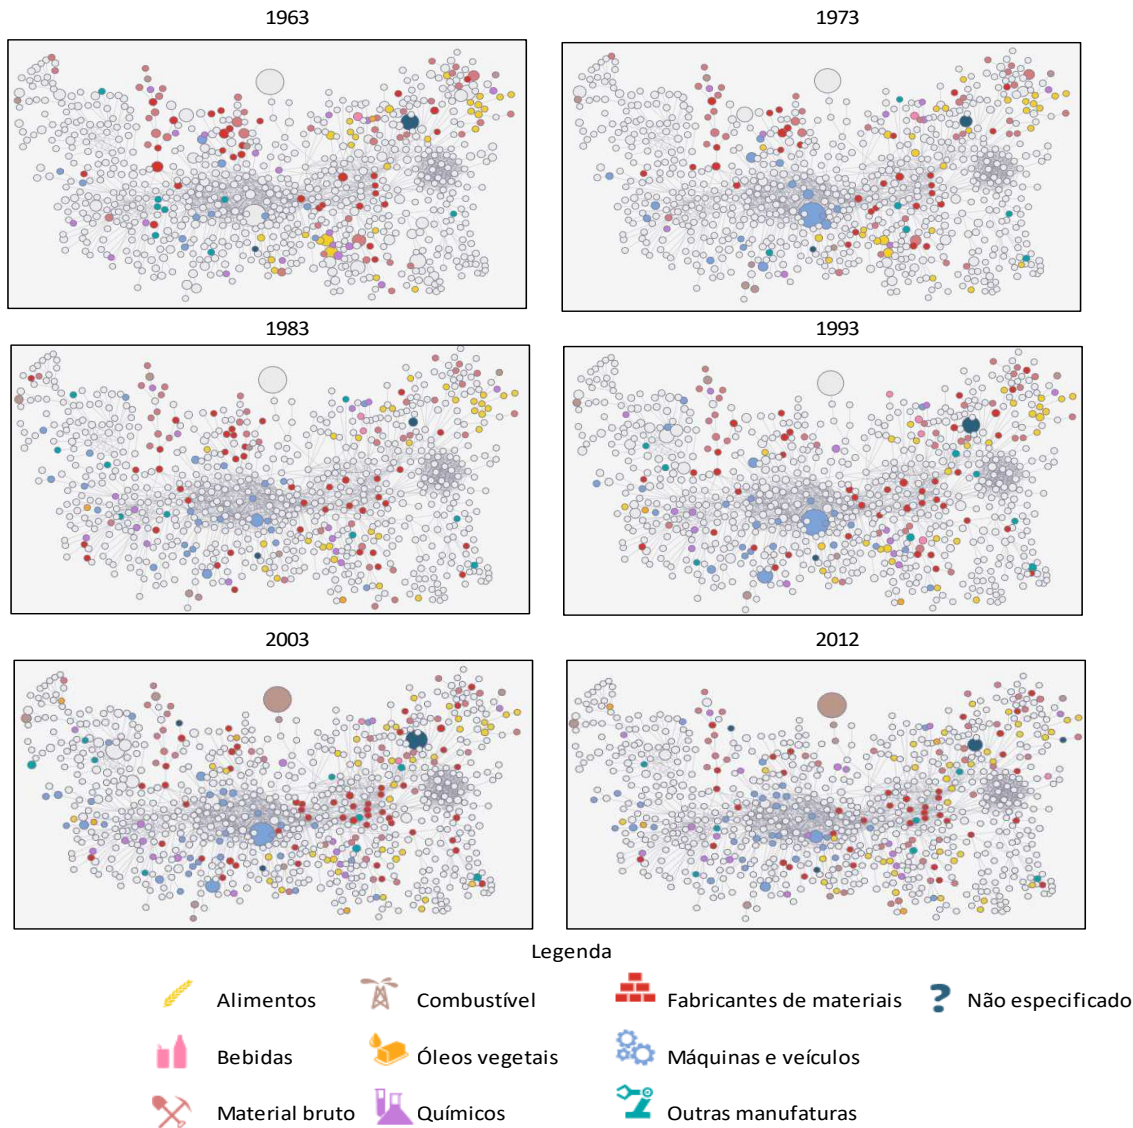 1963 1973
1983 1993
2003 2012
Legenda
Alimentos Combustível Fabricantes de materiais ? Não especificado
Bebidas Óleos vegetais Máquinas e veículos
Material bruto Químicos Outras manufaturas